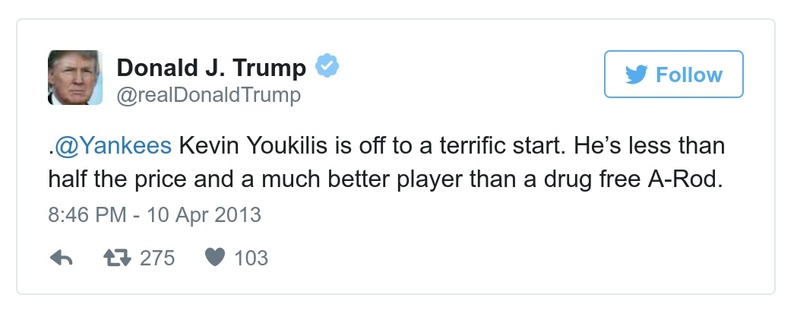 Donald J. Trump
@realDonaldTrump
Follow
.@Yankees Kevin Youkilis is off to a terrific start. He’s less than
half the price and a much better player than a drug free A-Rod.
8:46 PM - 10 Apr 2013
275 103